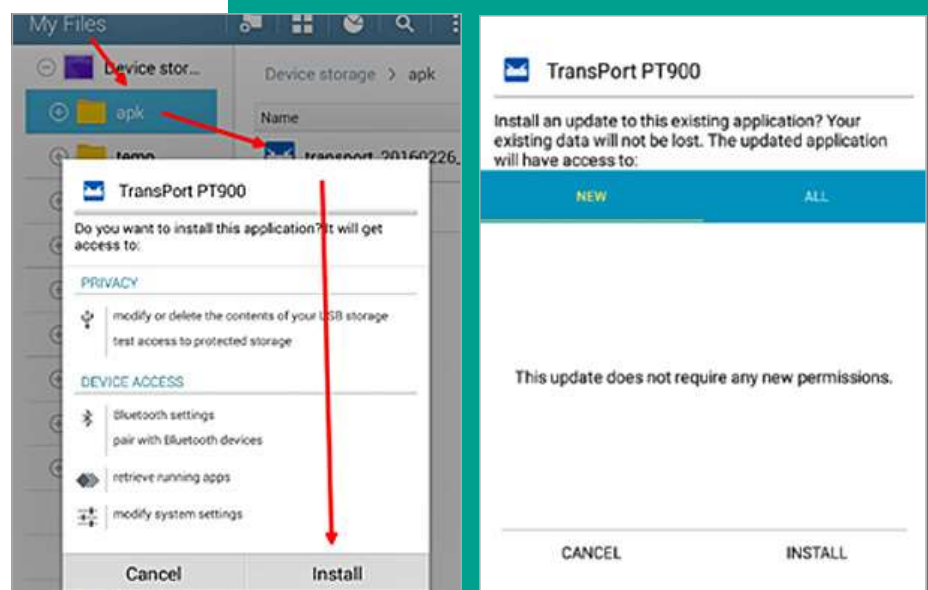 My Files
Device stor...
Device storage > apk
apk
Name
temp
transport_20160226_
TransPort PT900
Do you want to install this application? It will get
access to:
PRIVACY
modify or delete the contents of your USB storage
test access to protected storage
DEVICE ACCESS
Bluetooth settings
pair with Bluetooth devices
retrieve running apps
modify system settings
Cancel
Install
TransPort PT900
Install an update to this existing application? Your
existing data will not be lost. The updated application
will have access to:
NEW
ALL
This update does not require any new permissions.
CANCEL
INSTALL